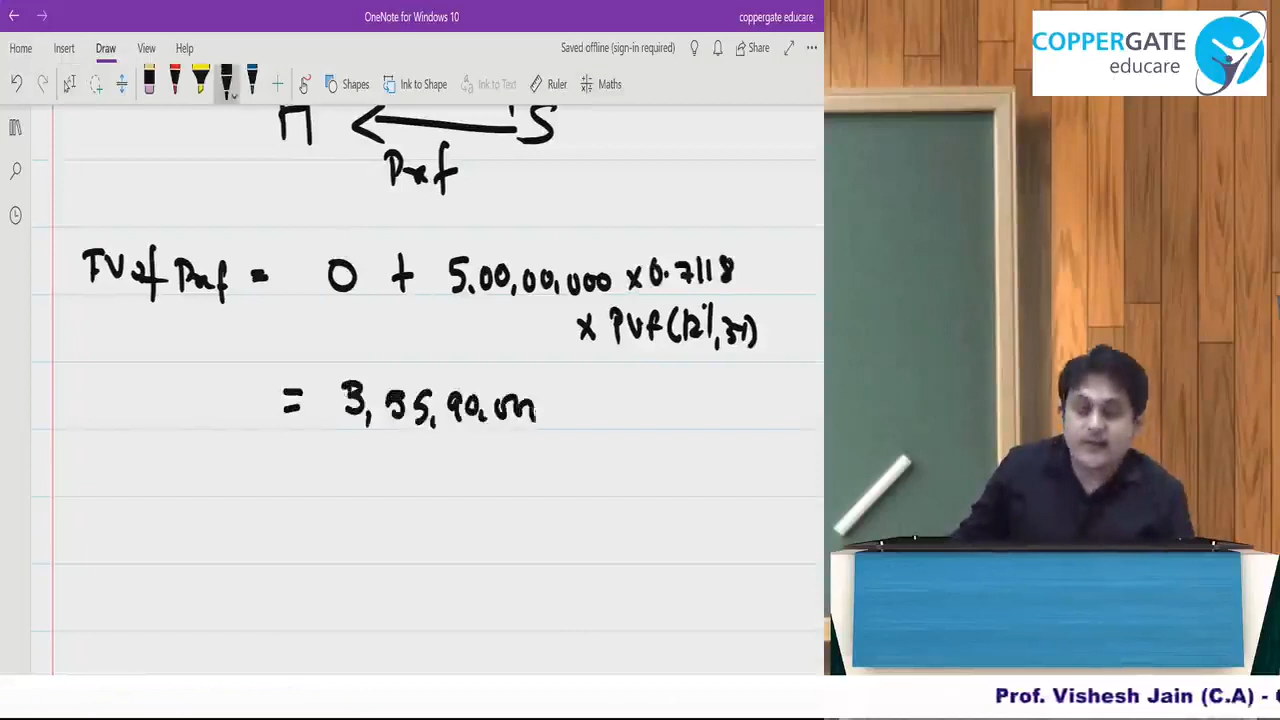 OneNote for Windows 10
coppergate educare
Home Insert Draw View Help
Saved offline (sign-in required)
Share
Shapes
Ink to Shape
Ink to Text
Ruler
Maths
COPPERGATE
educare
H S
Pref
FV of Pref = 0 + 5,00,00,000 × 0.7118
× PVF(12%, 3Y)
= 3,55,90,000
Prof. Vishesh Jain (C.A) -